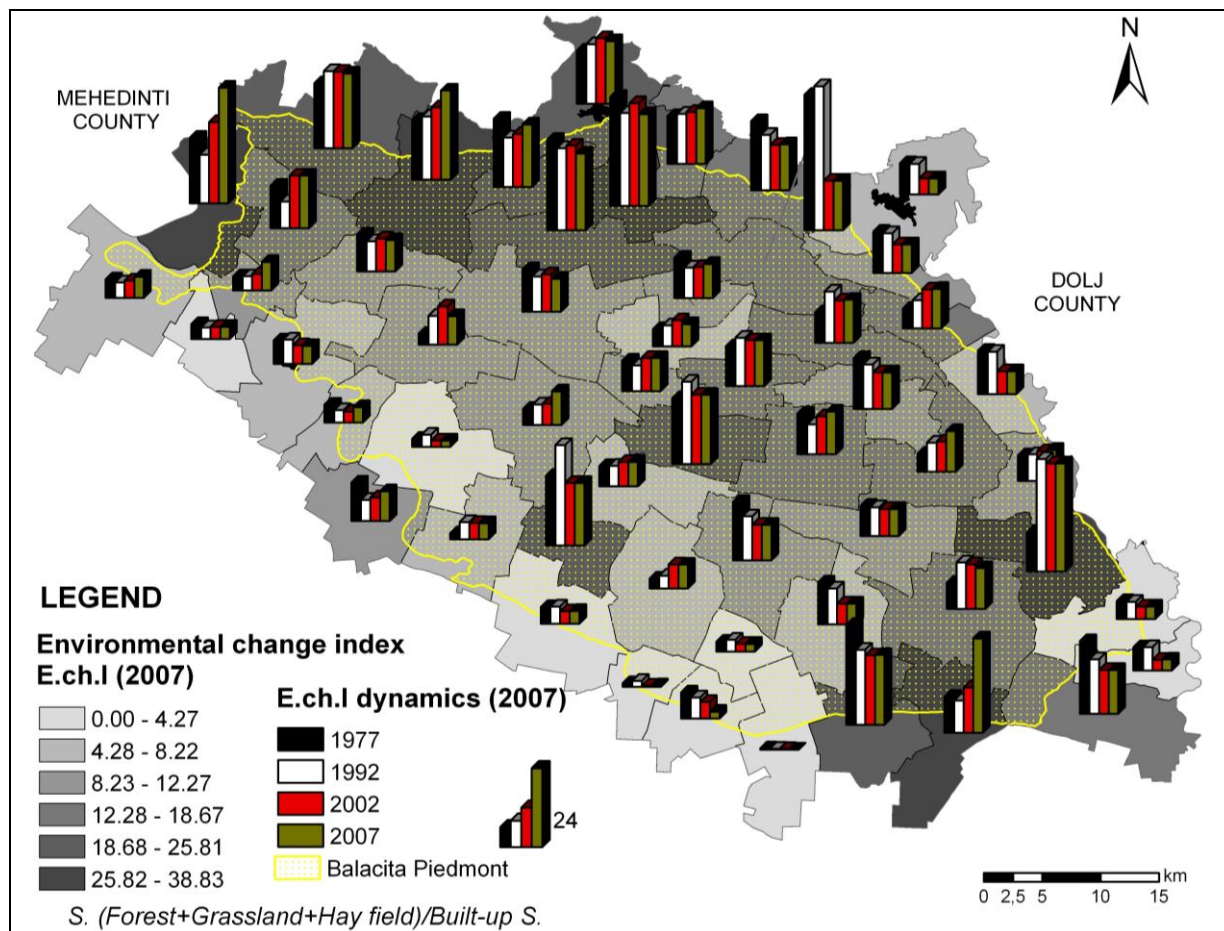 N
MEHEDINTI
COUNTY
DOLJ
COUNTY
LEGEND
Environmental change index
E.ch.I (2007)
0.00 - 4.27
4.28 - 8.22
8.23 - 12.27
12.28 - 18.67
18.68 - 25.81
25.82 - 38.83
E.ch.I dynamics (2007)
1977
1992
2002
2007
24
Balacita Piedmont
S. (Forest+Grassland+Hay field)/Built-up S.
km
0 2,5 5 10 15